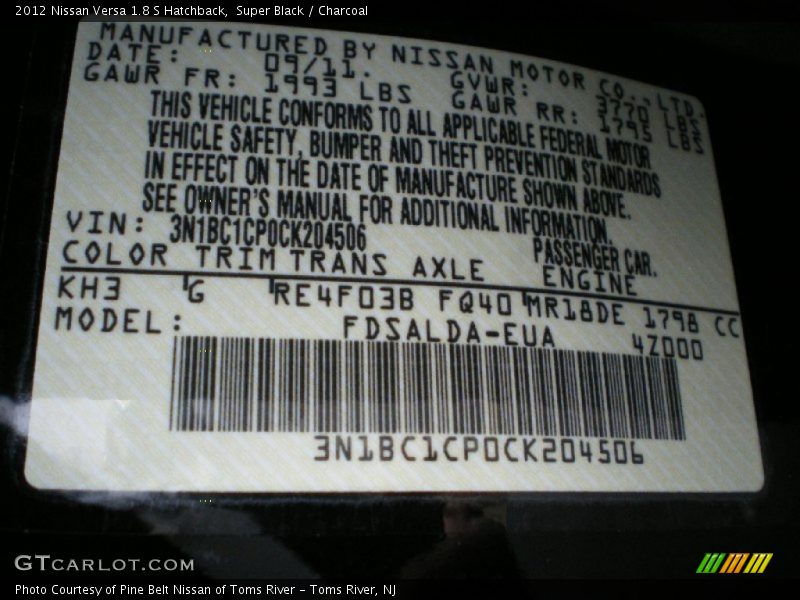 2012 Nissan Versa 1.8 S Hatchback,  Super Black / Charcoal
MANUFACTURED BY NISSAN MOTOR CO.,LTD.
DATE: 09/11. GVWR: 3770 LBS
GAWR FR: 1993 LBS GAWR RR: 1795 LBS
THIS VEHICLE CONFORMS TO ALL APPLICABLE FEDERAL MOTOR
VEHICLE SAFETY, BUMPER AND THEFT PREVENTION STANDARDS
IN EFFECT ON THE DATE OF MANUFACTURE SHOWN ABOVE.
SEE OWNER'S MANUAL FOR ADDITIONAL INFORMATION.
VIN: 3N1BC1CP0CK204506 PASSENGER CAR.
COLOR TRIM TRANS AXLE ENGINE
KH3 G RE4F03B FQ40 MR18DE 1798 CC
MODEL: FDSALDA-EUA 4Z000
3N1BC1CP0CK204506
GTCARLOT.COM
Photo Courtesy of Pine Belt Nissan of Toms River – Toms River, NJ